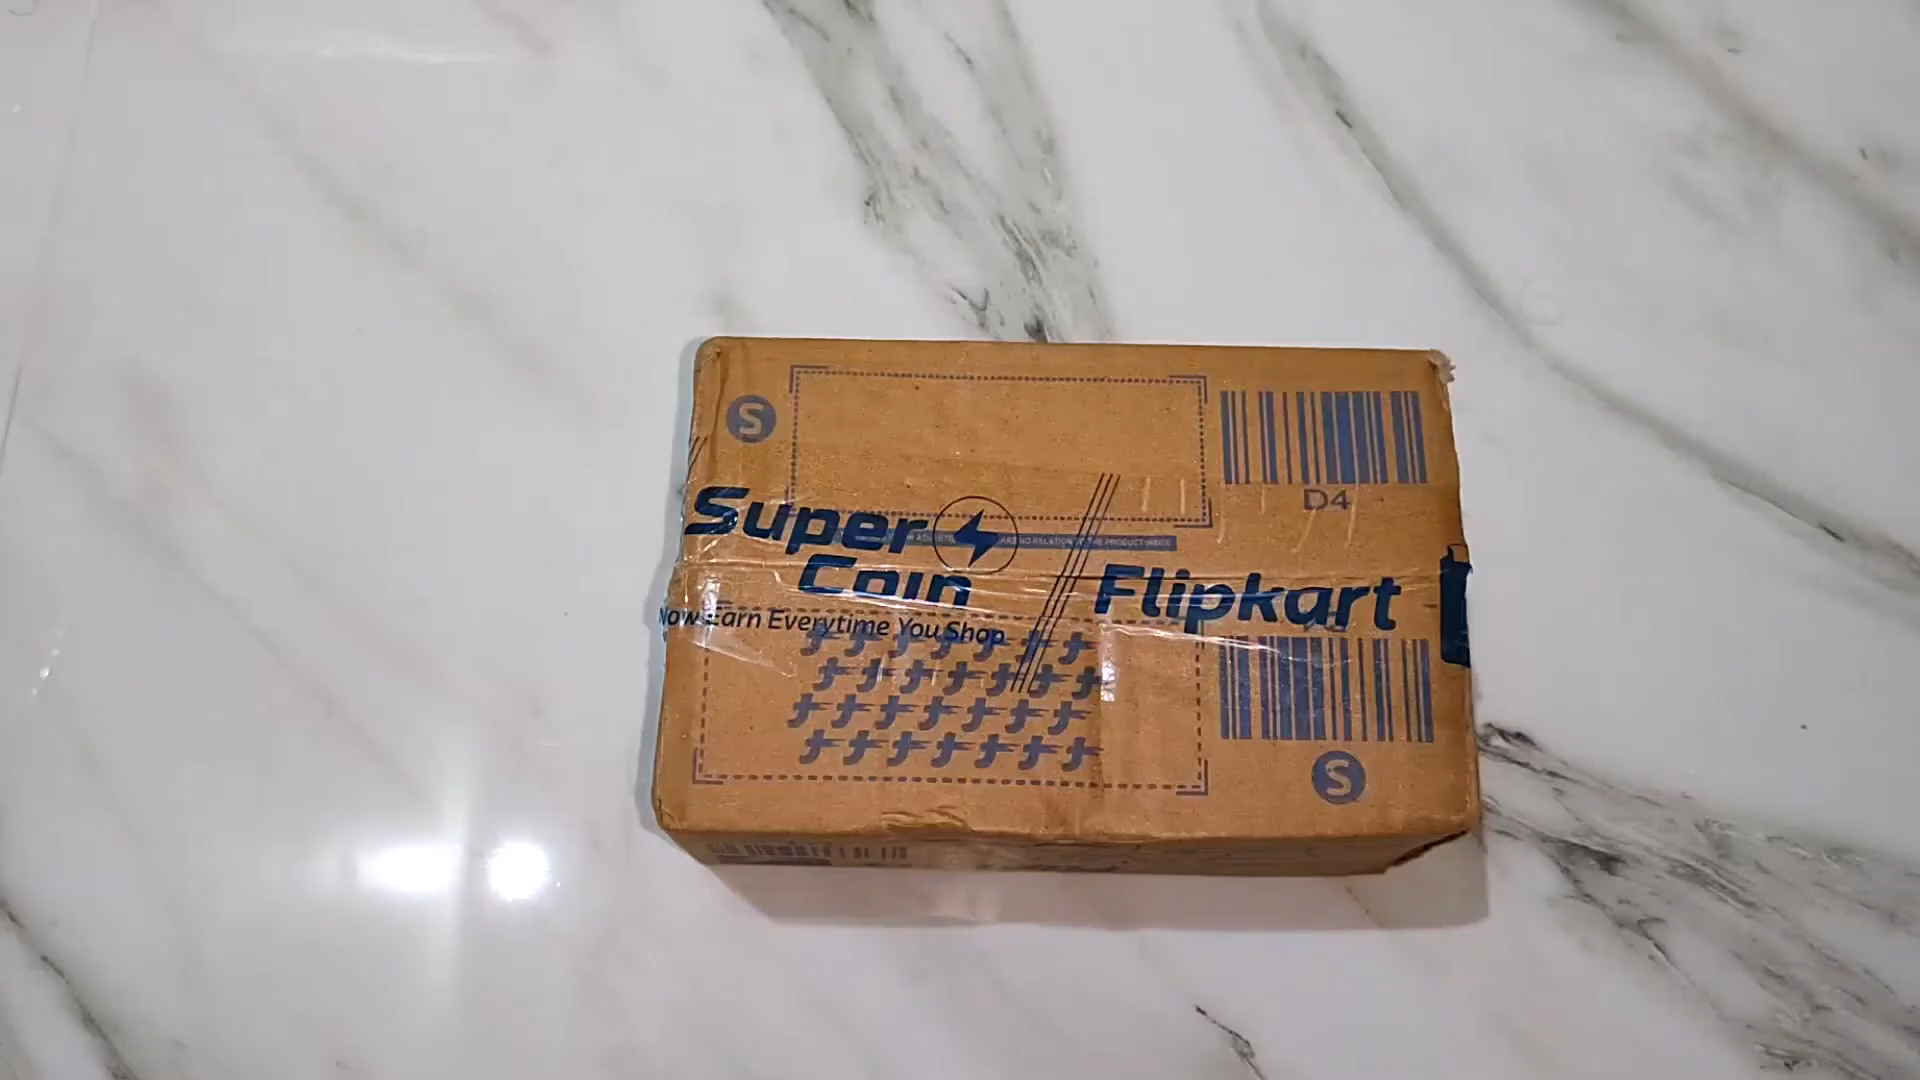 S
D4
Super
Coin
Flipkart
Now Earn Everytime You Shop
S